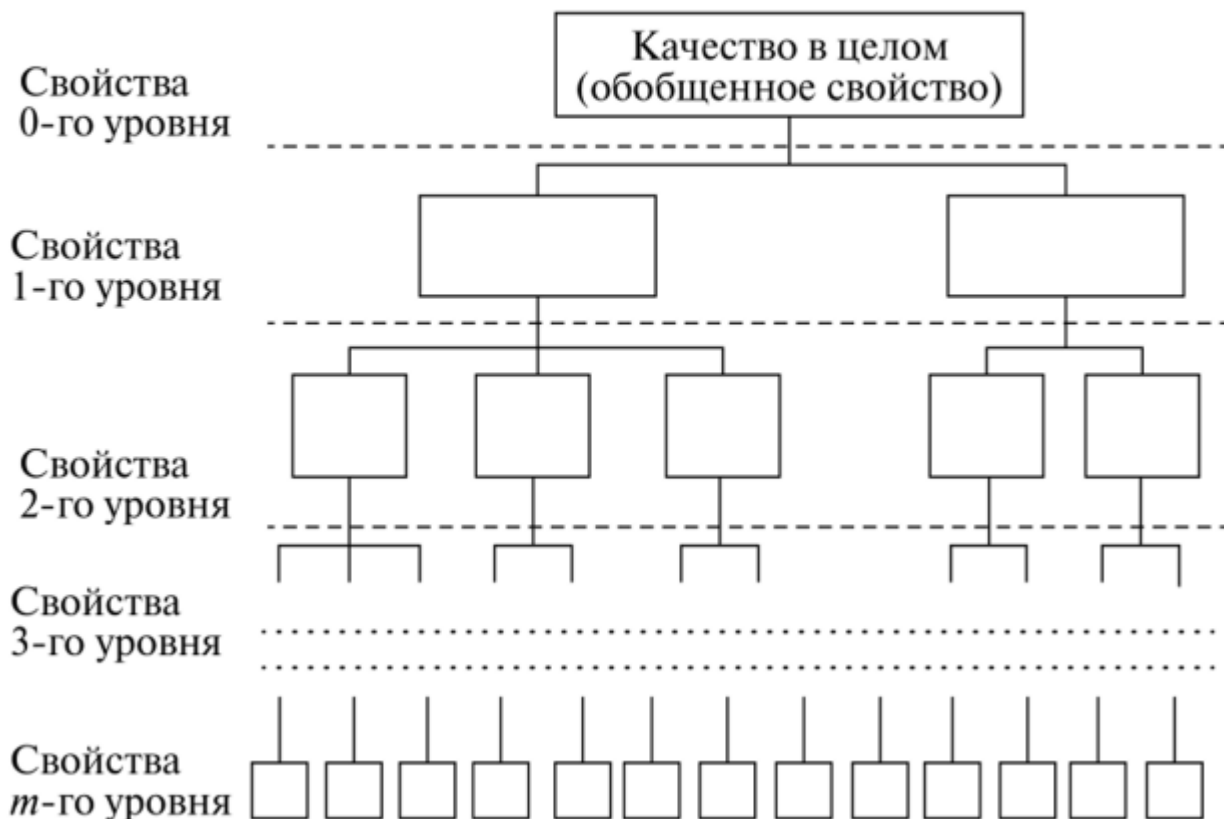 Качество в целом
(обобщенное свойство)
Свойства
0-го уровня
Свойства
1-го уровня
Свойства
2-го уровня
Свойства
3-го уровня
Свойства
m-го уровня